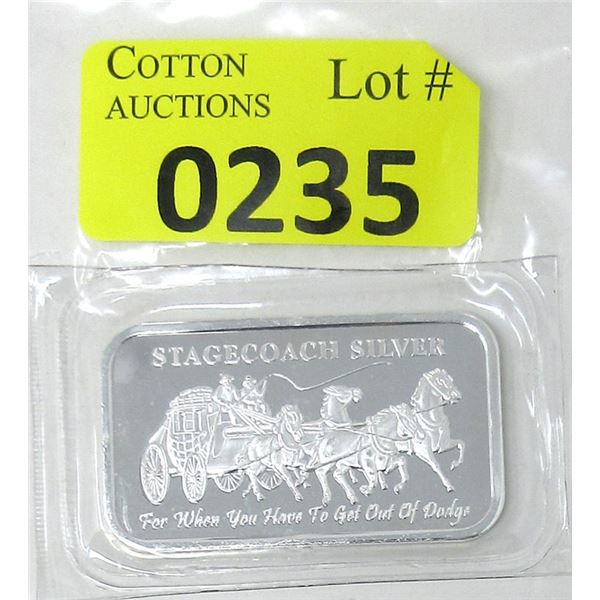 COTTON
AUCTIONS
Lot #
0235
STAGECOACH SILVER
For When You Have To Get Out Of Dodge